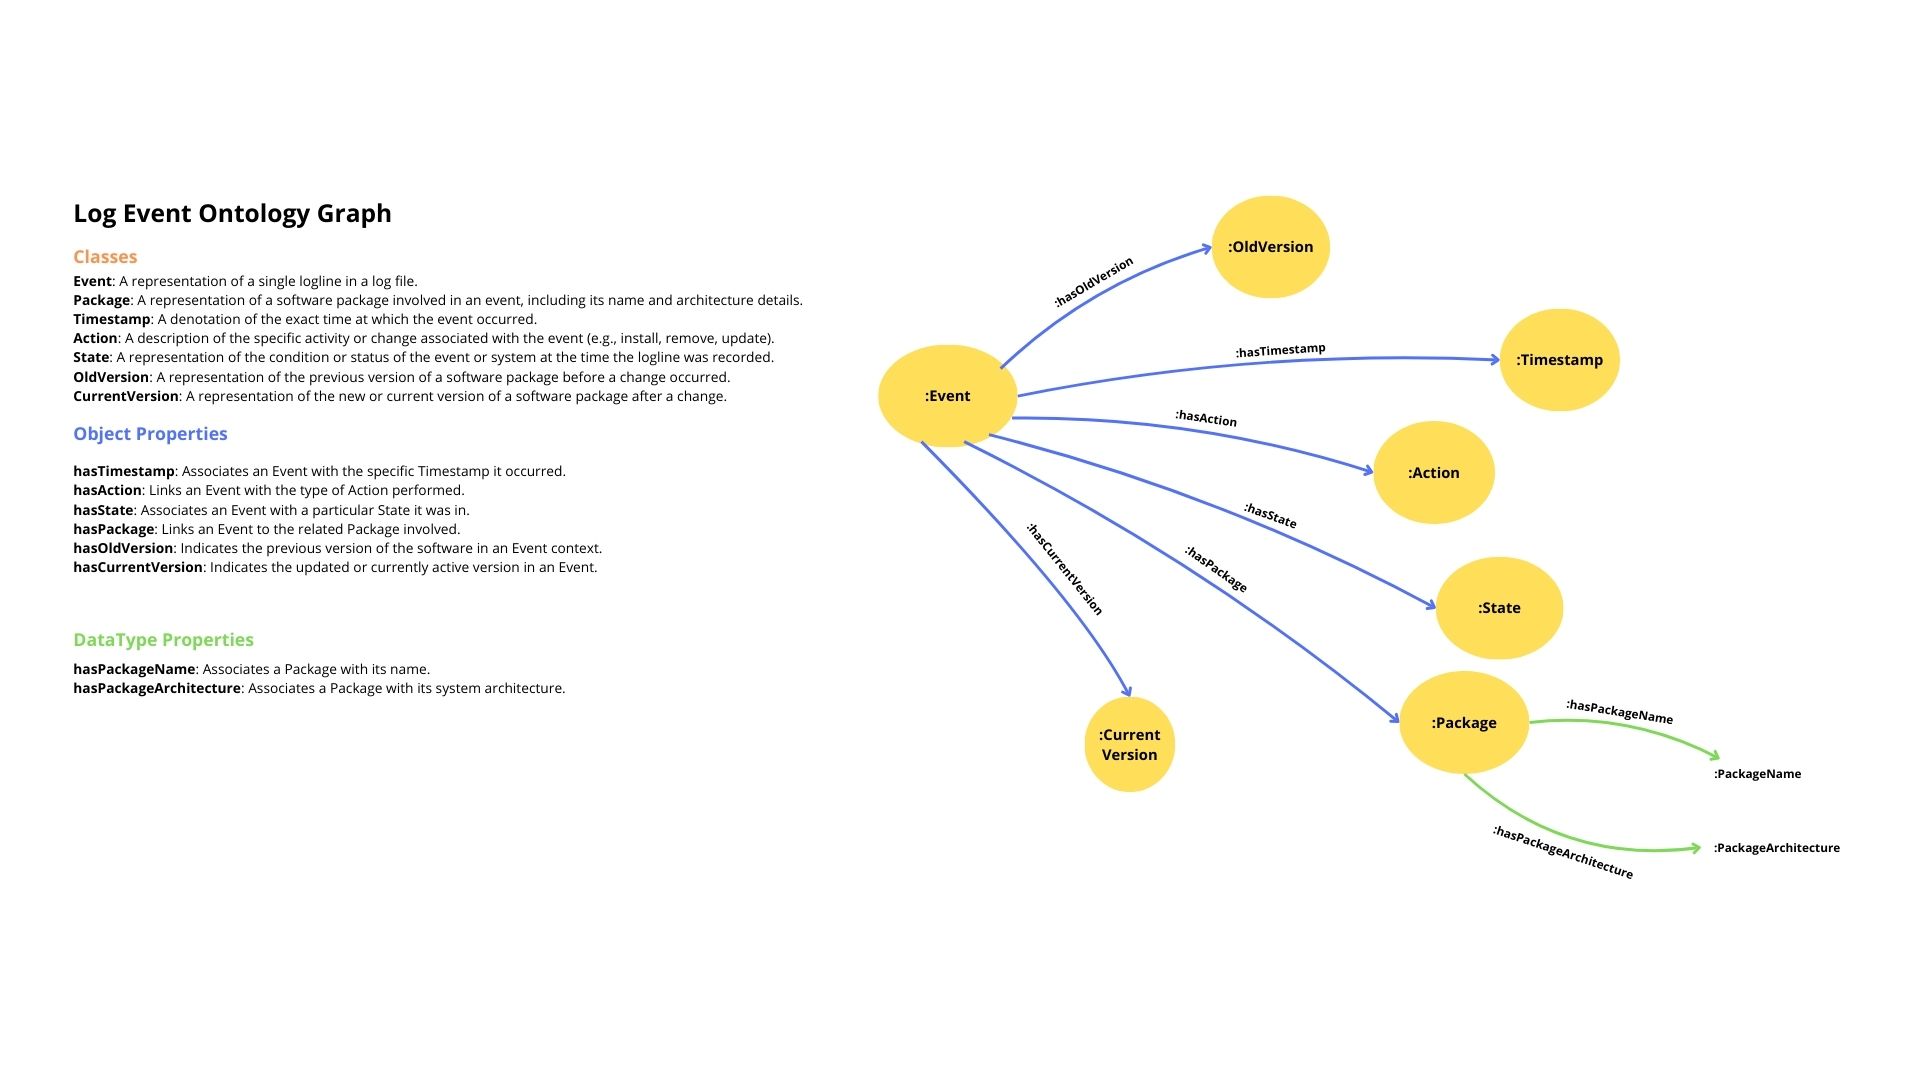 Log Event Ontology Graph
Classes
Event: A representation of a single logline in a log file.
Package: A representation of a software package involved in an event, including its name and architecture details.
Timestamp: A denotation of the exact time at which the event occurred.
Action: A description of the specific activity or change associated with the event (e.g., install, remove, update).
State: A representation of the condition or status of the event or system at the time the logline was recorded.
OldVersion: A representation of the previous version of a software package before a change occurred.
CurrentVersion: A representation of the new or current version of a software package after a change.
Object Properties
hasTimestamp: Associates an Event with the specific Timestamp it occurred.
hasAction: Links an Event with the type of Action performed.
hasState: Associates an Event with a particular State it was in.
hasPackage: Links an Event to the related Package involved.
hasOldVersion: Indicates the previous version of the software in an Event context.
hasCurrentVersion: Indicates the updated or currently active version in an Event.
DataType Properties
hasPackageName: Associates a Package with its name.
hasPackageArchitecture: Associates a Package with its system architecture.
:Event
:hasOldVersion
:OldVersion
:hasTimestamp
:Timestamp
:hasAction
:Action
:hasState
:State
:hasPackage
:Package
:hasCurrentVersion
:Current
Version
:hasPackageName
:PackageName
:hasPackageArchitecture
:PackageArchitecture